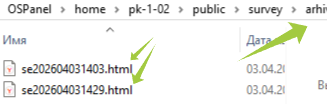 OSPanel > home > pk-1-02 > public > survey > arhi
Имя
se202604031403.html 03.04.20
se202604031429.html 03.04.20